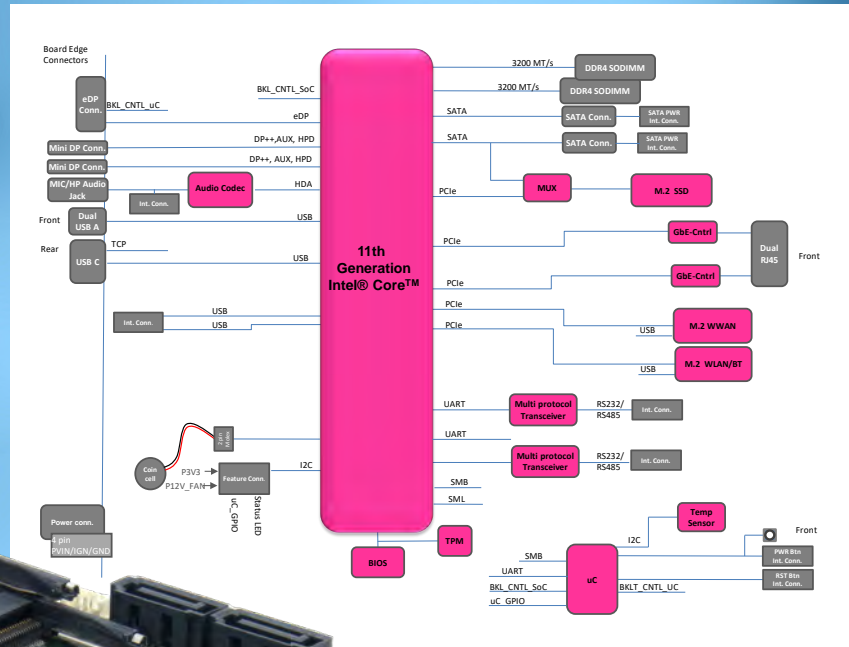 Board Edge
Connectors
eDP
Conn.
BKL_CNTL_uC
BKL_CNTL_SoC
eDP
Mini DP Conn.
DP++,AUX, HPD
Mini DP Conn.
DP++, AUX, HPD
MIC/HP Audio
Jack
Int. Conn.
Audio Codec
HDA
Front
Dual
USB A
USB
Rear
USB C
TCP
USB
Int. Conn.
USB
USB
2 pin
Molex
Coin
cell
P3V3
P12V_FAN
Feature Conn.
I2C
uC_GPIO
Status LED
Power conn.
4 pin
PVIN/IGN/GND
11th
Generation
Intel® Core™
BIOS
TPM
3200 MT/s
DDR4 SODIMM
3200 MT/s
DDR4 SODIMM
SATA
SATA Conn.
SATA PWR
Int. Conn.
SATA
SATA Conn.
SATA PWR
Int. Conn.
PCIe
MUX
M.2 SSD
PCIe
GbE-Cntrl
Dual
RJ45
Front
PCIe
GbE-Cntrl
PCIe
M.2 WWAN
USB
PCIe
M.2 WLAN/BT
USB
UART
Multi protocol
Transceiver
RS232/
RS485
Int. Conn.
UART
Multi protocol
Transceiver
RS232/
RS485
Int. Conn.
SMB
SML
Temp
Sensor
I2C
Front
SMB
PWR Btn
Int. Conn.
UART
uC
RST Btn
Int. Conn.
BKL_CNTL_SoC
BKLT_CNTL_UC
uC_GPIO